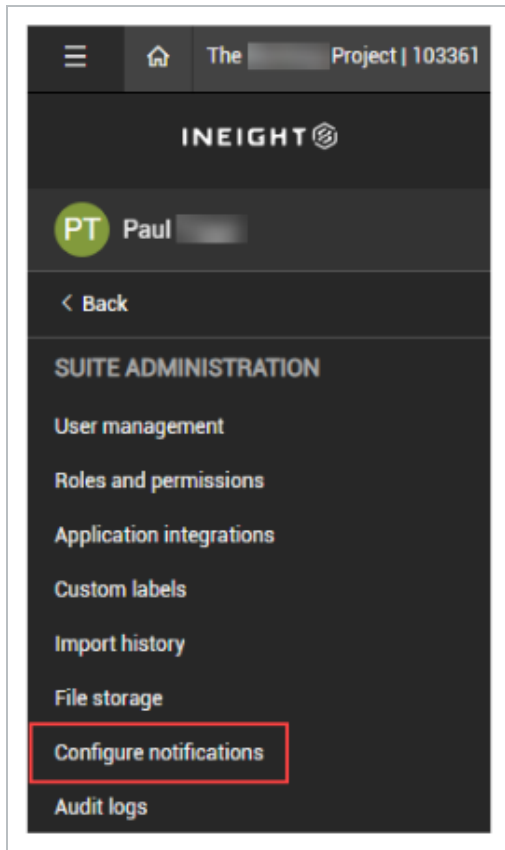 The Project | 103361
INEIGHT
PT Paul
< Back
SUITE ADMINISTRATION
User management
Roles and permissions
Application integrations
Custom labels
Import history
File storage
Configure notifications
Audit logs